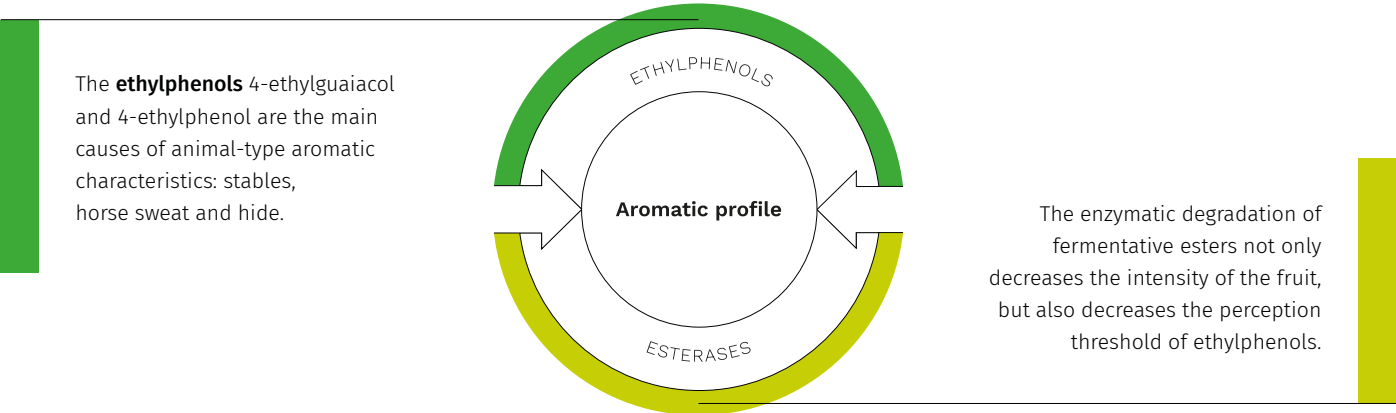 The ethylphenols 4-ethylguaiacol
and 4-ethylphenol are the main
causes of animal-type aromatic
characteristics: stables,
horse sweat and hide.
ETHYLPHENOLS
Aromatic profile
ESTERASES
The enzymatic degradation of
fermentative esters not only
decreases the intensity of the fruit,
but also decreases the perception
threshold of ethylphenols.